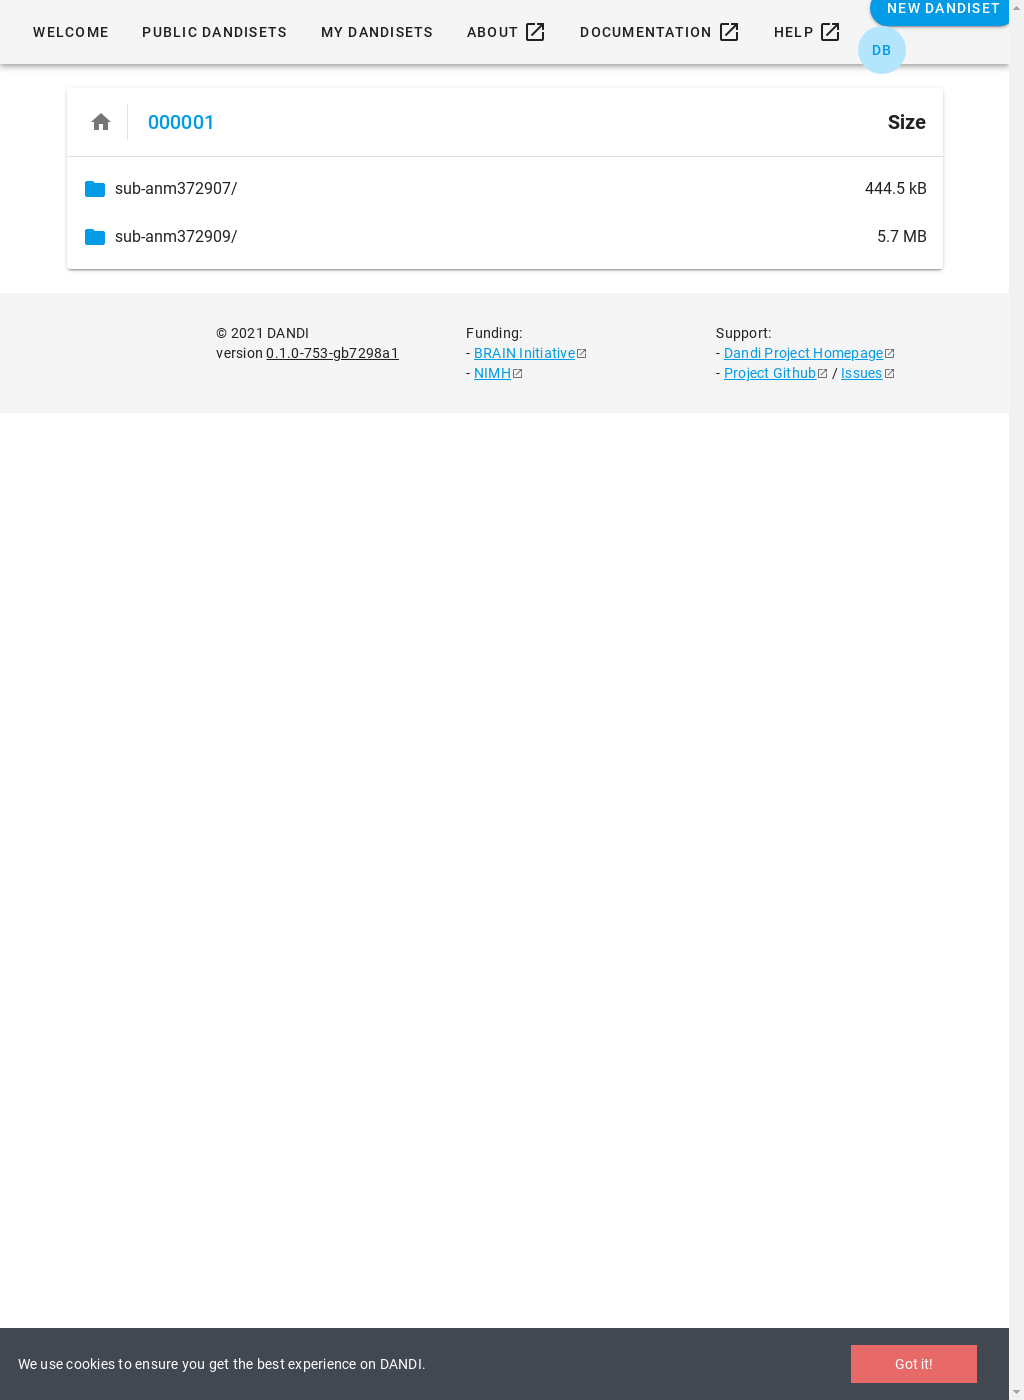 NEW DANDISET
WELCOME PUBLIC DANDISETS MY DANDISETS ABOUT DOCUMENTATION HELP
DB
000001 Size
sub-anm372907/ 444.5 kB
sub-anm372909/ 5.7 MB
© 2021 DANDI
version 0.1.0-753-gb7298a1
Funding:
- BRAIN Initiative
- NIMH
Support:
- Dandi Project Homepage
- Project Github / Issues
We use cookies to ensure you get the best experience on DANDI. Got it!